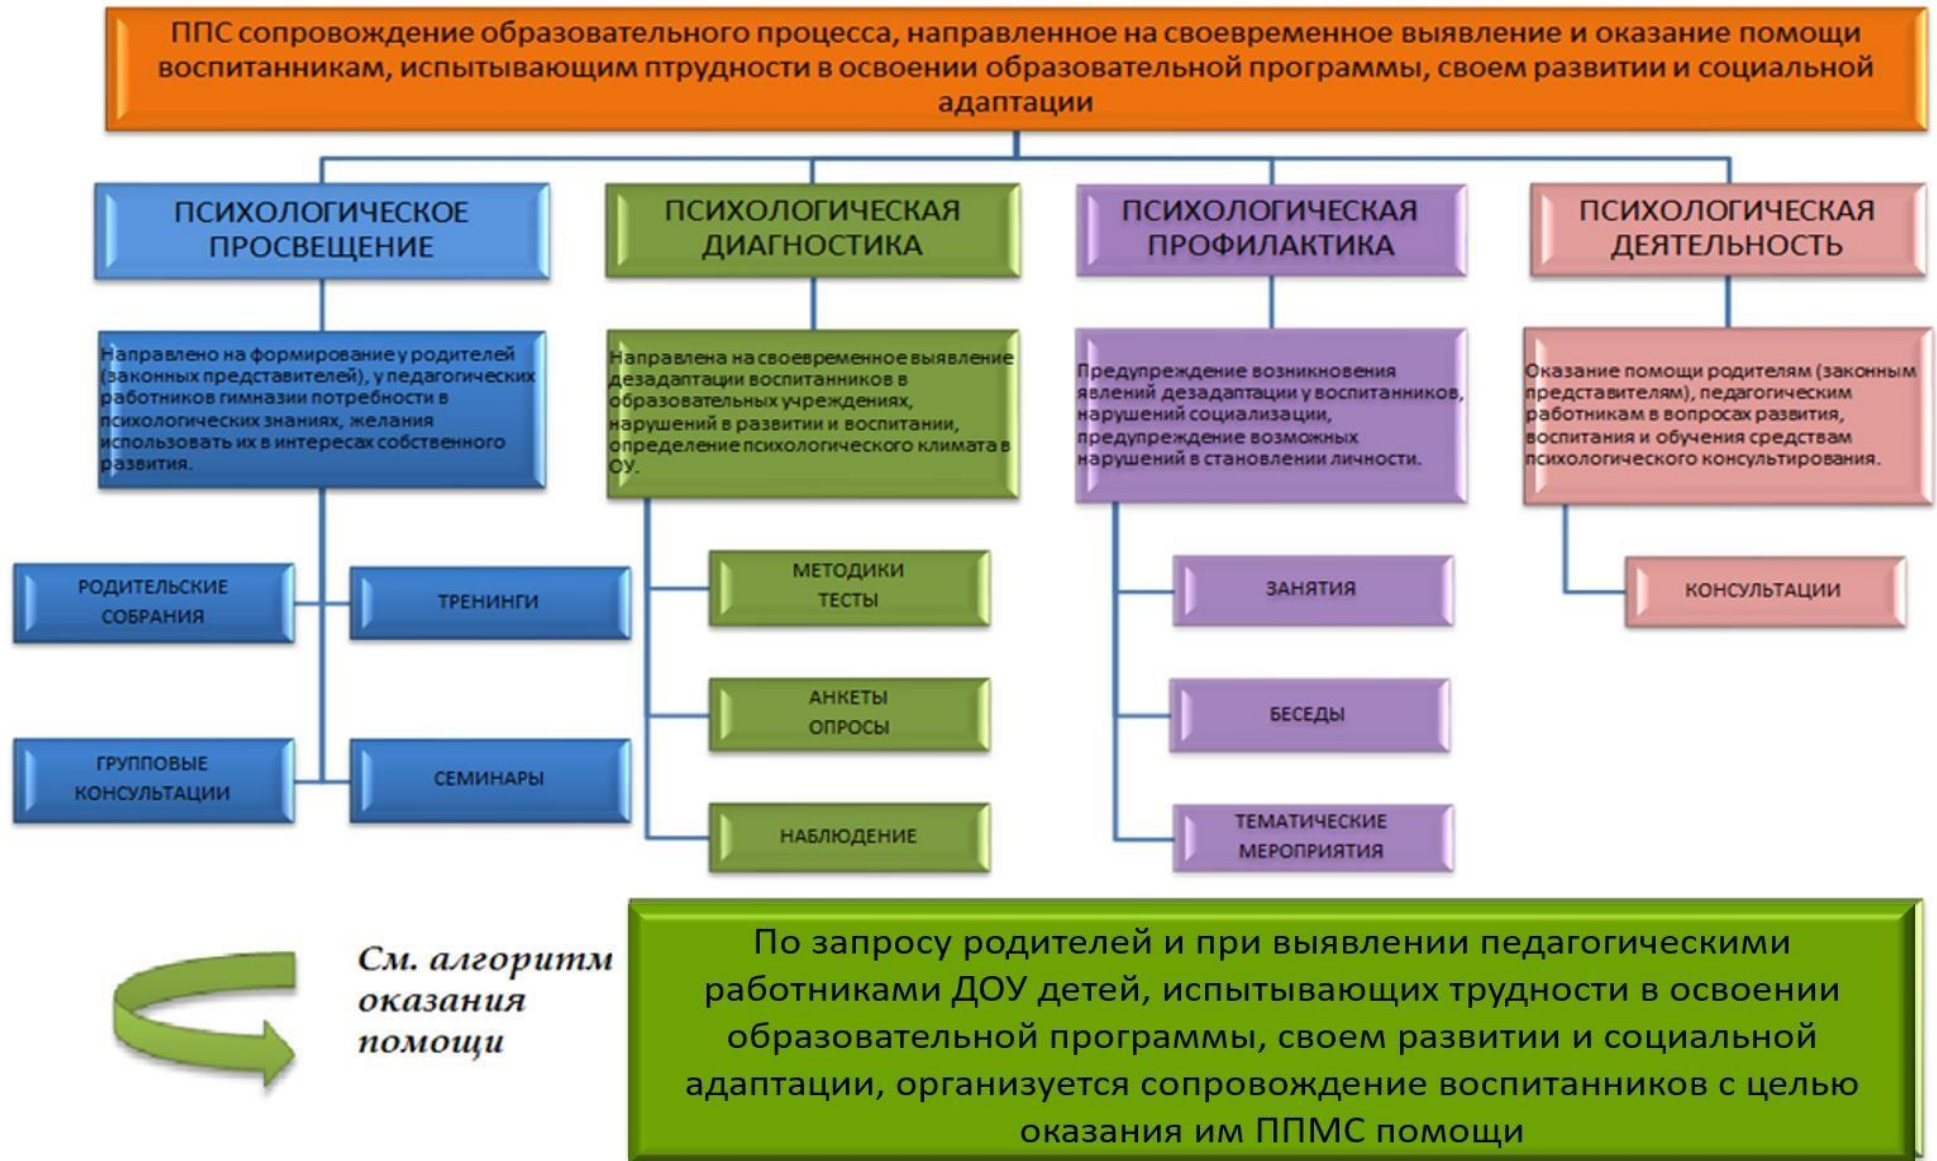 ППС сопровождение образовательного процесса, направленное на своевременное выявление и оказание помощи
воспитанникам, испытывающим птрудности в освоении образовательной программы, своем развитии и социальной
адаптации
ПСИХОЛОГИЧЕСКОЕ
ПРОСВЕЩЕНИЕ
ПСИХОЛОГИЧЕСКАЯ
ДИАГНОСТИКА
ПСИХОЛОГИЧЕСКАЯ
ПРОФИЛАКТИКА
ПСИХОЛОГИЧЕСКАЯ
ДЕЯТЕЛЬНОСТЬ
Направлено на формирование у родителей
(законных представителей), у педагогических
работников гимназии потребности в
психологических знаниях, желания
использовать их в интересах собственного
развития.
Направлена на своевременное выявление
дезадаптации воспитанников в
образовательных учреждениях,
нарушений в развитии и воспитании,
определение психологического климата в
ОУ.
Предупреждение возникновения
явлений дезадаптации у воспитанников,
нарушений социализации,
предупреждение возможных
нарушений в становлении личности.
Оказание помощи родителям (законным
представителям), педагогическим
работникам в вопросах развития,
воспитания и обучения средствам
психологического консультирования.
РОДИТЕЛЬСКИЕ
СОБРАНИЯ
ТРЕНИНГИ
ГРУППОВЫЕ
КОНСУЛЬТАЦИИ
СЕМИНАРЫ
МЕТОДИКИ
ТЕСТЫ
АНКЕТЫ
ОПРОСЫ
НАБЛЮДЕНИЕ
ЗАНЯТИЯ
БЕСЕДЫ
ТЕМАТИЧЕСКИЕ
МЕРОПРИЯТИЯ
КОНСУЛЬТАЦИИ
См. алгоритм
оказания
помощи
По запросу родителей и при выявлении педагогическими
работниками ДОУ детей, испытывающих трудности в освоении
образовательной программы, своем развитии и социальной
адаптации, организуется сопровождение воспитанников с целью
оказания им ППМС помощи